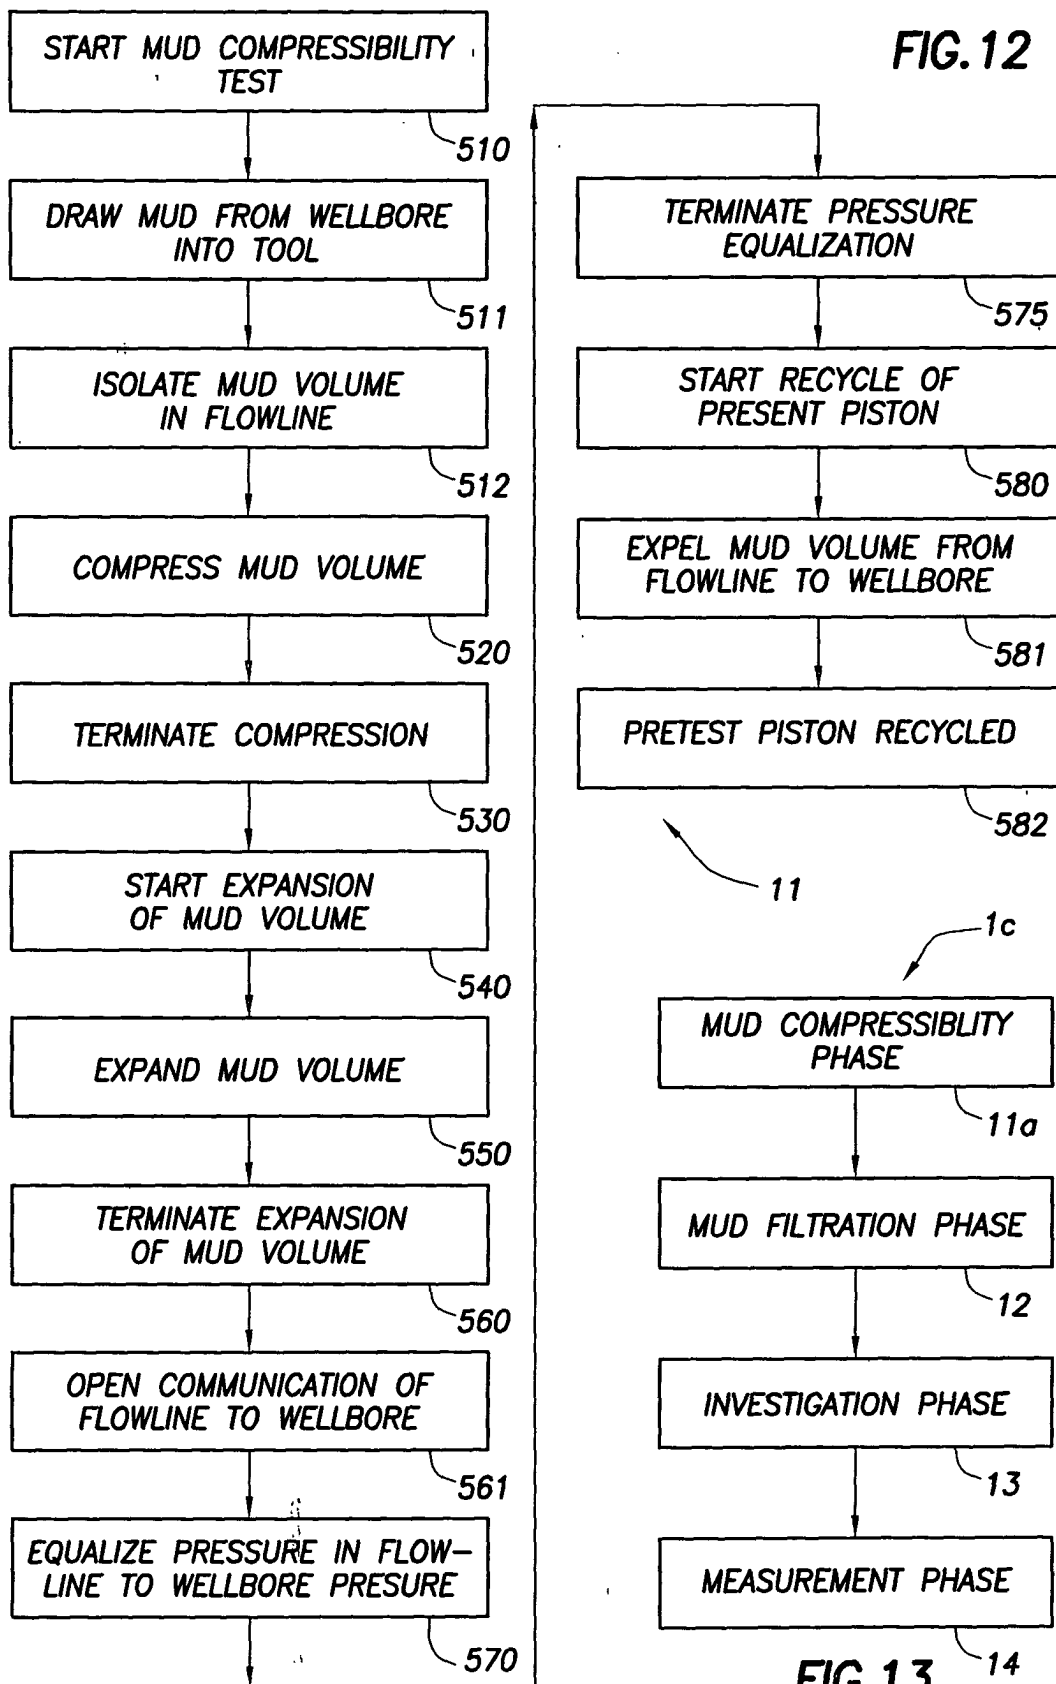 START MUD COMPRESSIBILITY
TEST
510
DRAW MUD FROM WELLBORE
INTO TOOL
511
ISOLATE MUD VOLUME
IN FLOWLINE
512
COMPRESS MUD VOLUME
520
TERMINATE COMPRESSION
530
START EXPANSION
OF MUD VOLUME
540
EXPAND MUD VOLUME
550
TERMINATE EXPANSION
OF MUD VOLUME
560
OPEN COMMUNICATION OF
FLOWLINE TO WELLBORE
561
EQUALIZE PRESSURE IN FLOW-
LINE TO WELLBORE PRESURE
570
FIG.12
TERMINATE PRESSURE
EQUALIZATION
575
START RECYCLE OF
PRESENT PISTON
580
EXPEL MUD VOLUME FROM
FLOWLINE TO WELLBORE
581
PRETEST PISTON RECYCLED
582
11
1c
MUD COMPRESSIBLITY
PHASE
11a
MUD FILTRATION PHASE
12
INVESTIGATION PHASE
13
MEASUREMENT PHASE
14
FIG.13